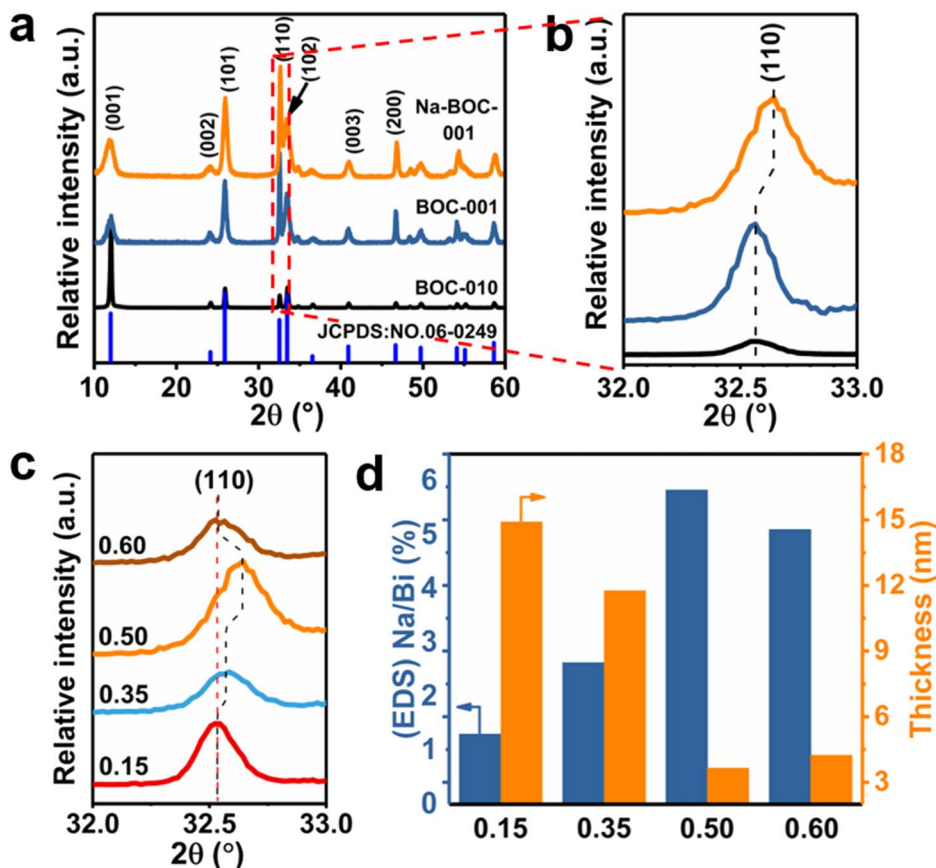 a
Relative intensity (a.u.)
(001)
(002)
(101)
(110)
(102)
(003)
(200)
Na-BOC-
001
BOC-001
BOC-010
JCPDS:NO.06-0249
10 20 30 40 50 60
2θ (°)
b
Relative intensity (a.u.)
(110)
32.0 32.5 33.0
2θ (°)
c
Relative intensity (a.u.)
(110)
0.60
0.50
0.35
0.15
32.0 32.5 33.0
2θ (°)
d
(EDS) Na/Bi (%)
6
5
4
3
2
1
0
18
15
12
9
6
3
Thickness (nm)
0.15 0.35 0.50 0.60